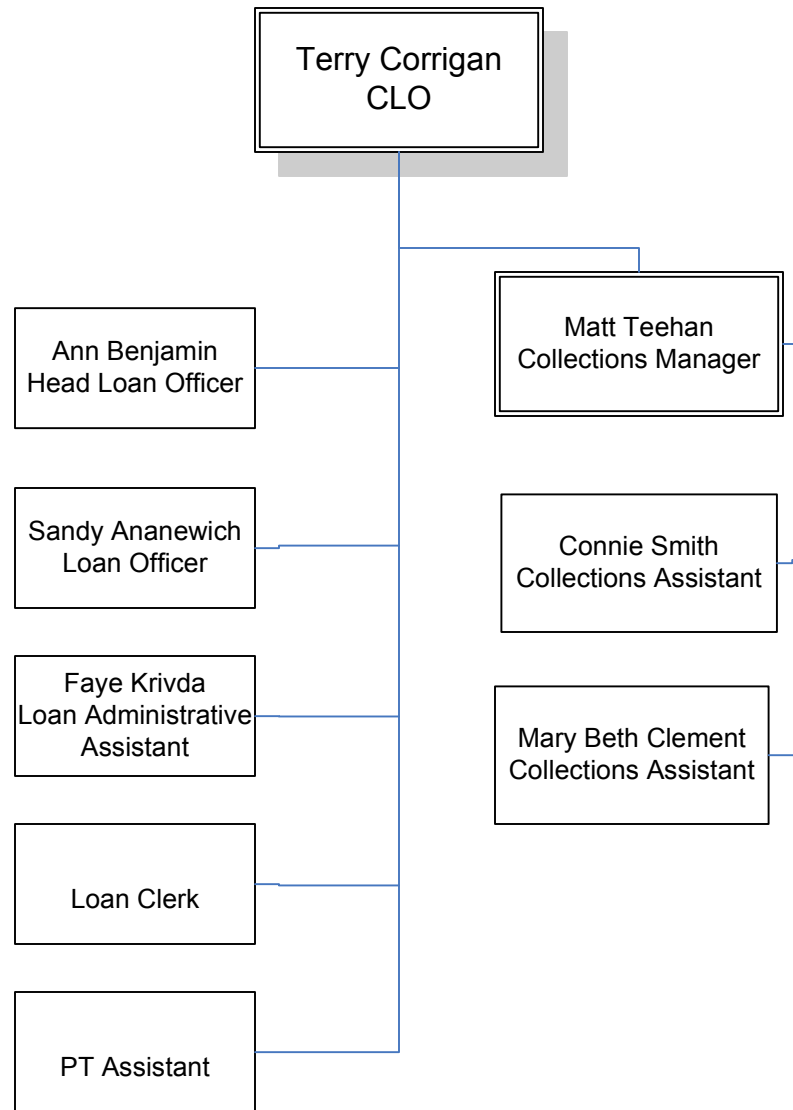 Terry Corrigan
CLO
Ann Benjamin
Head Loan Officer
Sandy Ananewich
Loan Officer
Faye Krivda
Loan Administrative
Assistant
Loan Clerk
PT Assistant
Matt Teehan
Collections Manager
Connie Smith
Collections Assistant
Mary Beth Clement
Collections Assistant